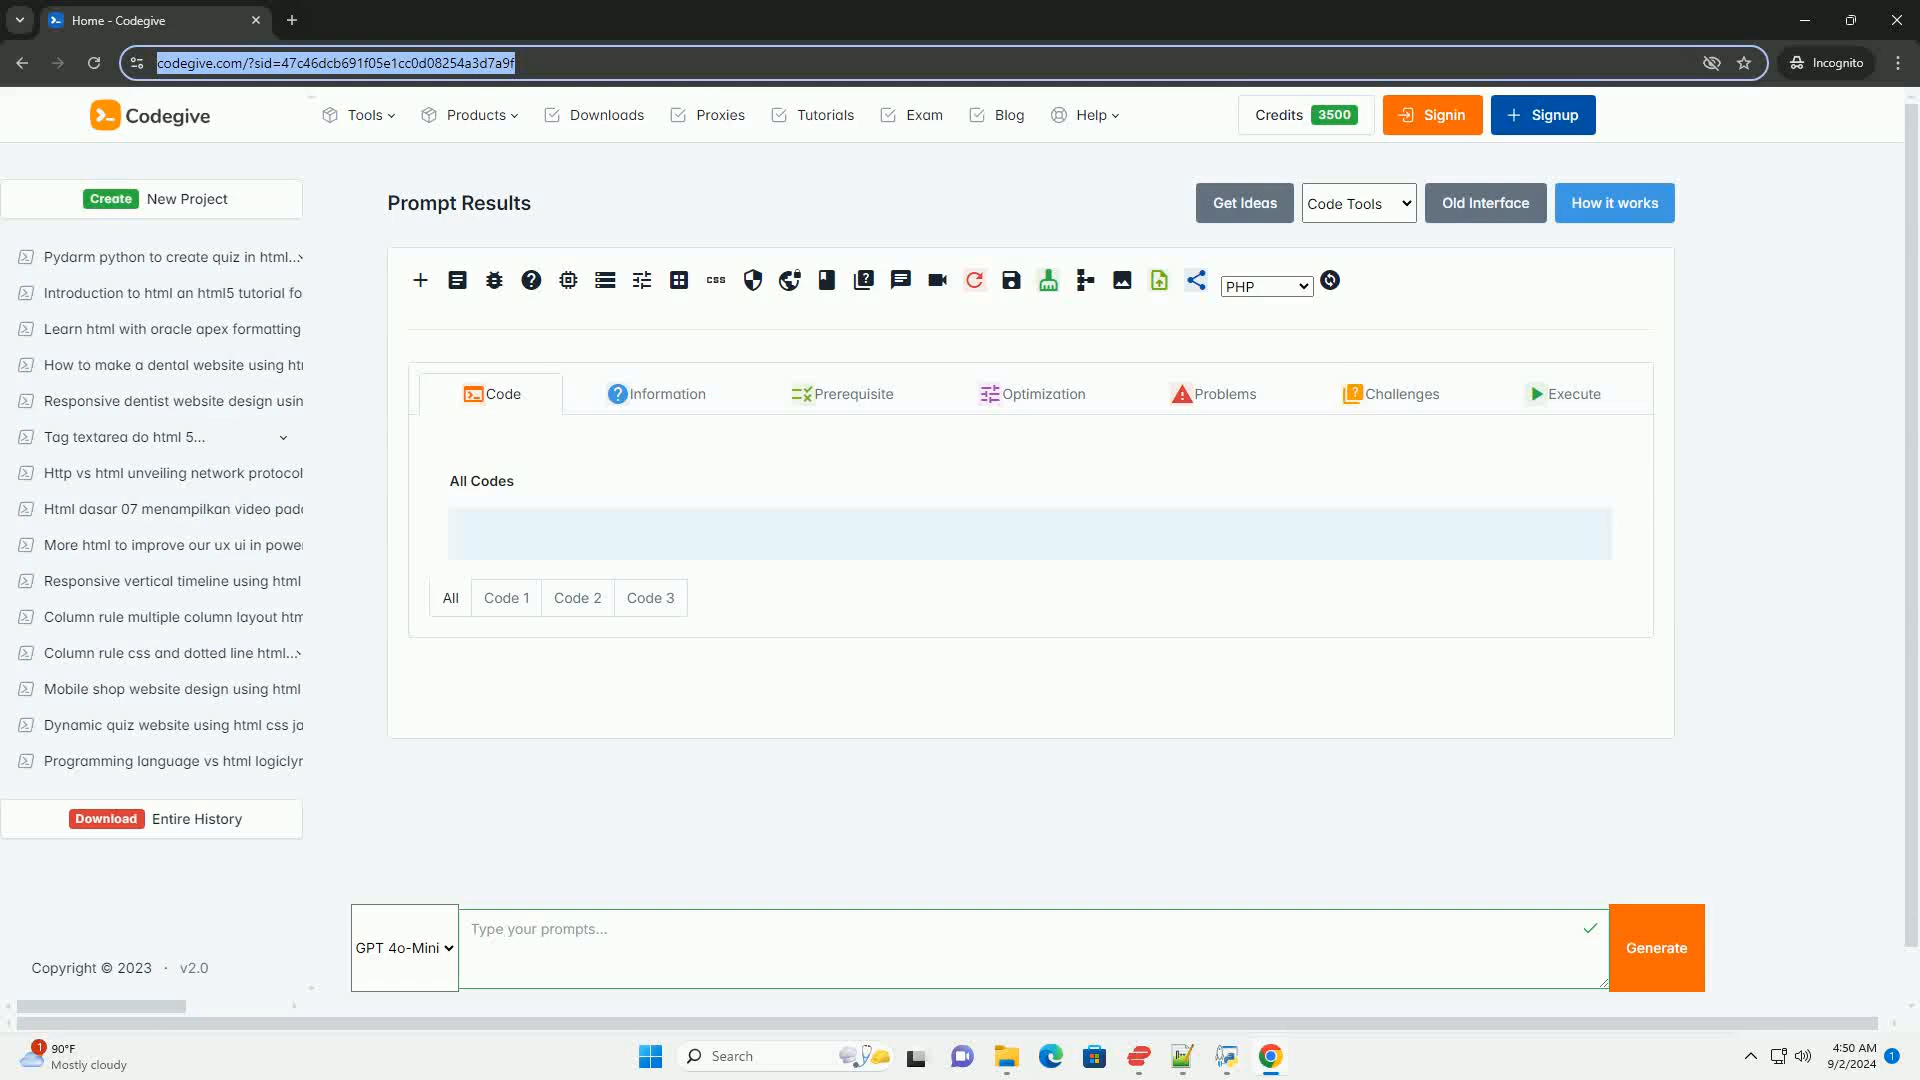 Home - Codegive
codegive.com/?sid=47c46dcb691f05e1cc0d08254a3d7a9f
Incognito
Codegive
Tools
Products
Downloads
Proxies
Tutorials
Exam
Blog
Help
Credits 3500
Signin
Signup
Create New Project
Pydarm python to create quiz in html...
Introduction to html an html5 tutorial fo
Learn html with oracle apex formatting
How to make a dental website using htr
Responsive dentist website design usin
Tag textarea do html 5...
Http vs html unveiling network protocol
Html dasar 07 menampilkan video pada
More html to improve our ux ui in power
Responsive vertical timeline using html
Column rule multiple column layout htm
Column rule css and dotted line html...
Mobile shop website design using html
Dynamic quiz website using html css ja
Programming language vs html logiclyr
Download Entire History
Copyright © 2023 · v2.0
Prompt Results
Get Ideas
Code Tools
Old Interface
How it works
css
PHP
Code
Information
Prerequisite
Optimization
Problems
Challenges
Execute
All Codes
All
Code 1
Code 2
Code 3
GPT 4o-Mini
Type your prompts...
Generate
1
90°F
Mostly cloudy
Search
4:50 AM
9/2/2024
1